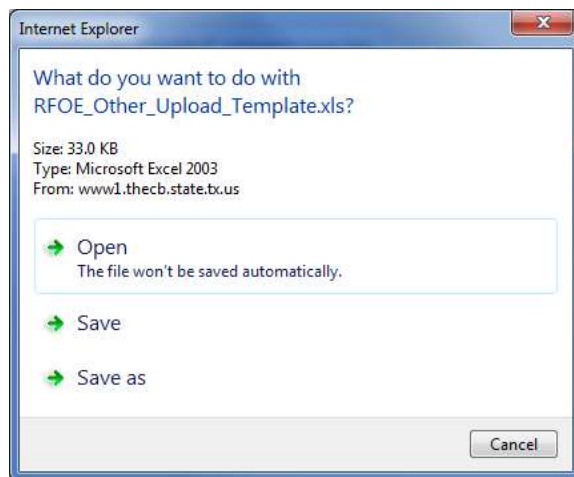 Internet Explorer
What do you want to do with
RFOE_Other_Upload_Template.xls?
Size: 33.0 KB
Type: Microsoft Excel 2003
From: www1.thecb.state.tx.us
Open
The file won't be saved automatically.
Save
Save as
Cancel